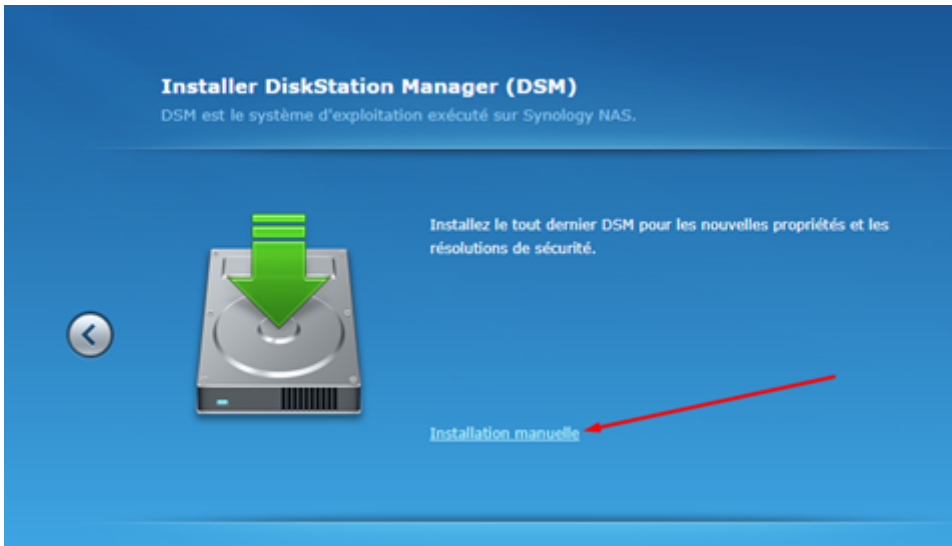 Installer DiskStation Manager (DSM)
DSM est le système d'exploitation exécuté sur Synology NAS.
Installez le tout dernier DSM pour les nouvelles propriétés et les
résolutions de sécurité.
Installation manuelle